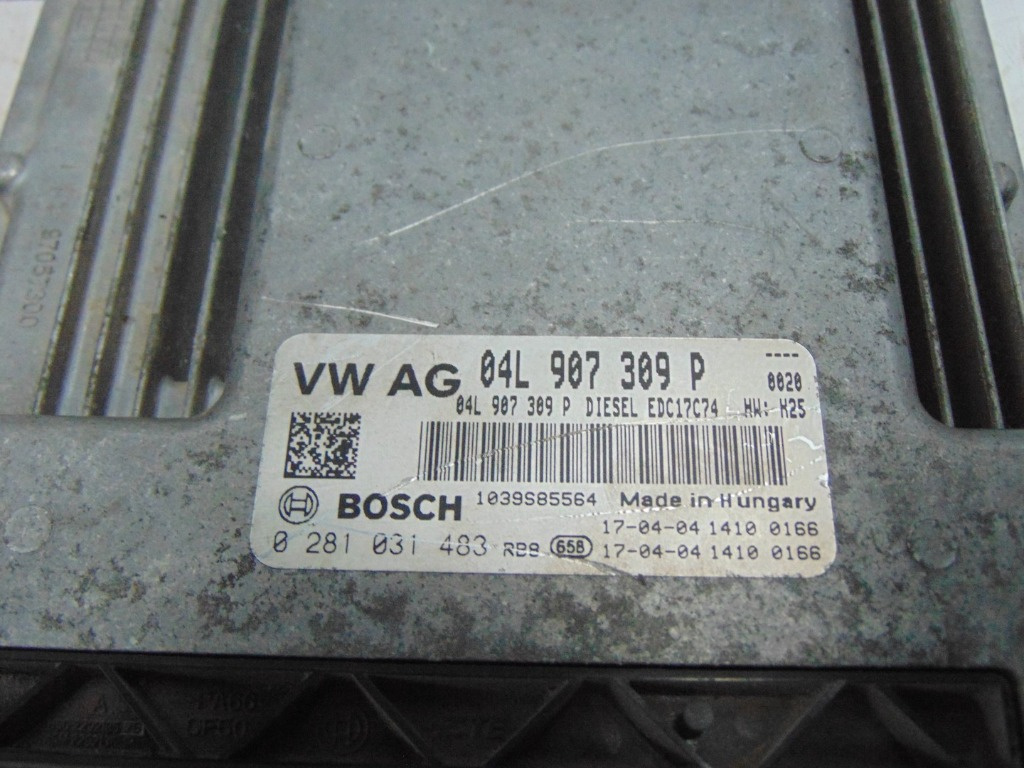 VW AG 04L 907 309 P ----
0020
04L 907 309 P DIESEL EDC17C74 HW: H25
BOSCH 1039S85564 Made in Hungary
17-04-04 1410 0166
0 281 031 483 RB8 658 17-04-04 1410 0166